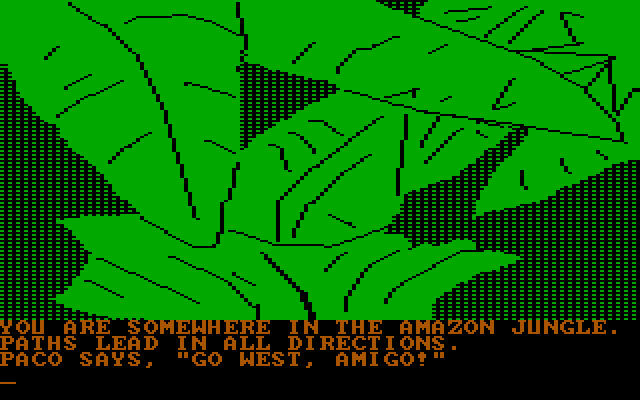 YOU ARE SOMEWHERE IN THE AMAZON JUNGLE.
PATHS LEAD IN ALL DIRECTIONS.
PACO SAYS, "GO WEST, AMIGO!"